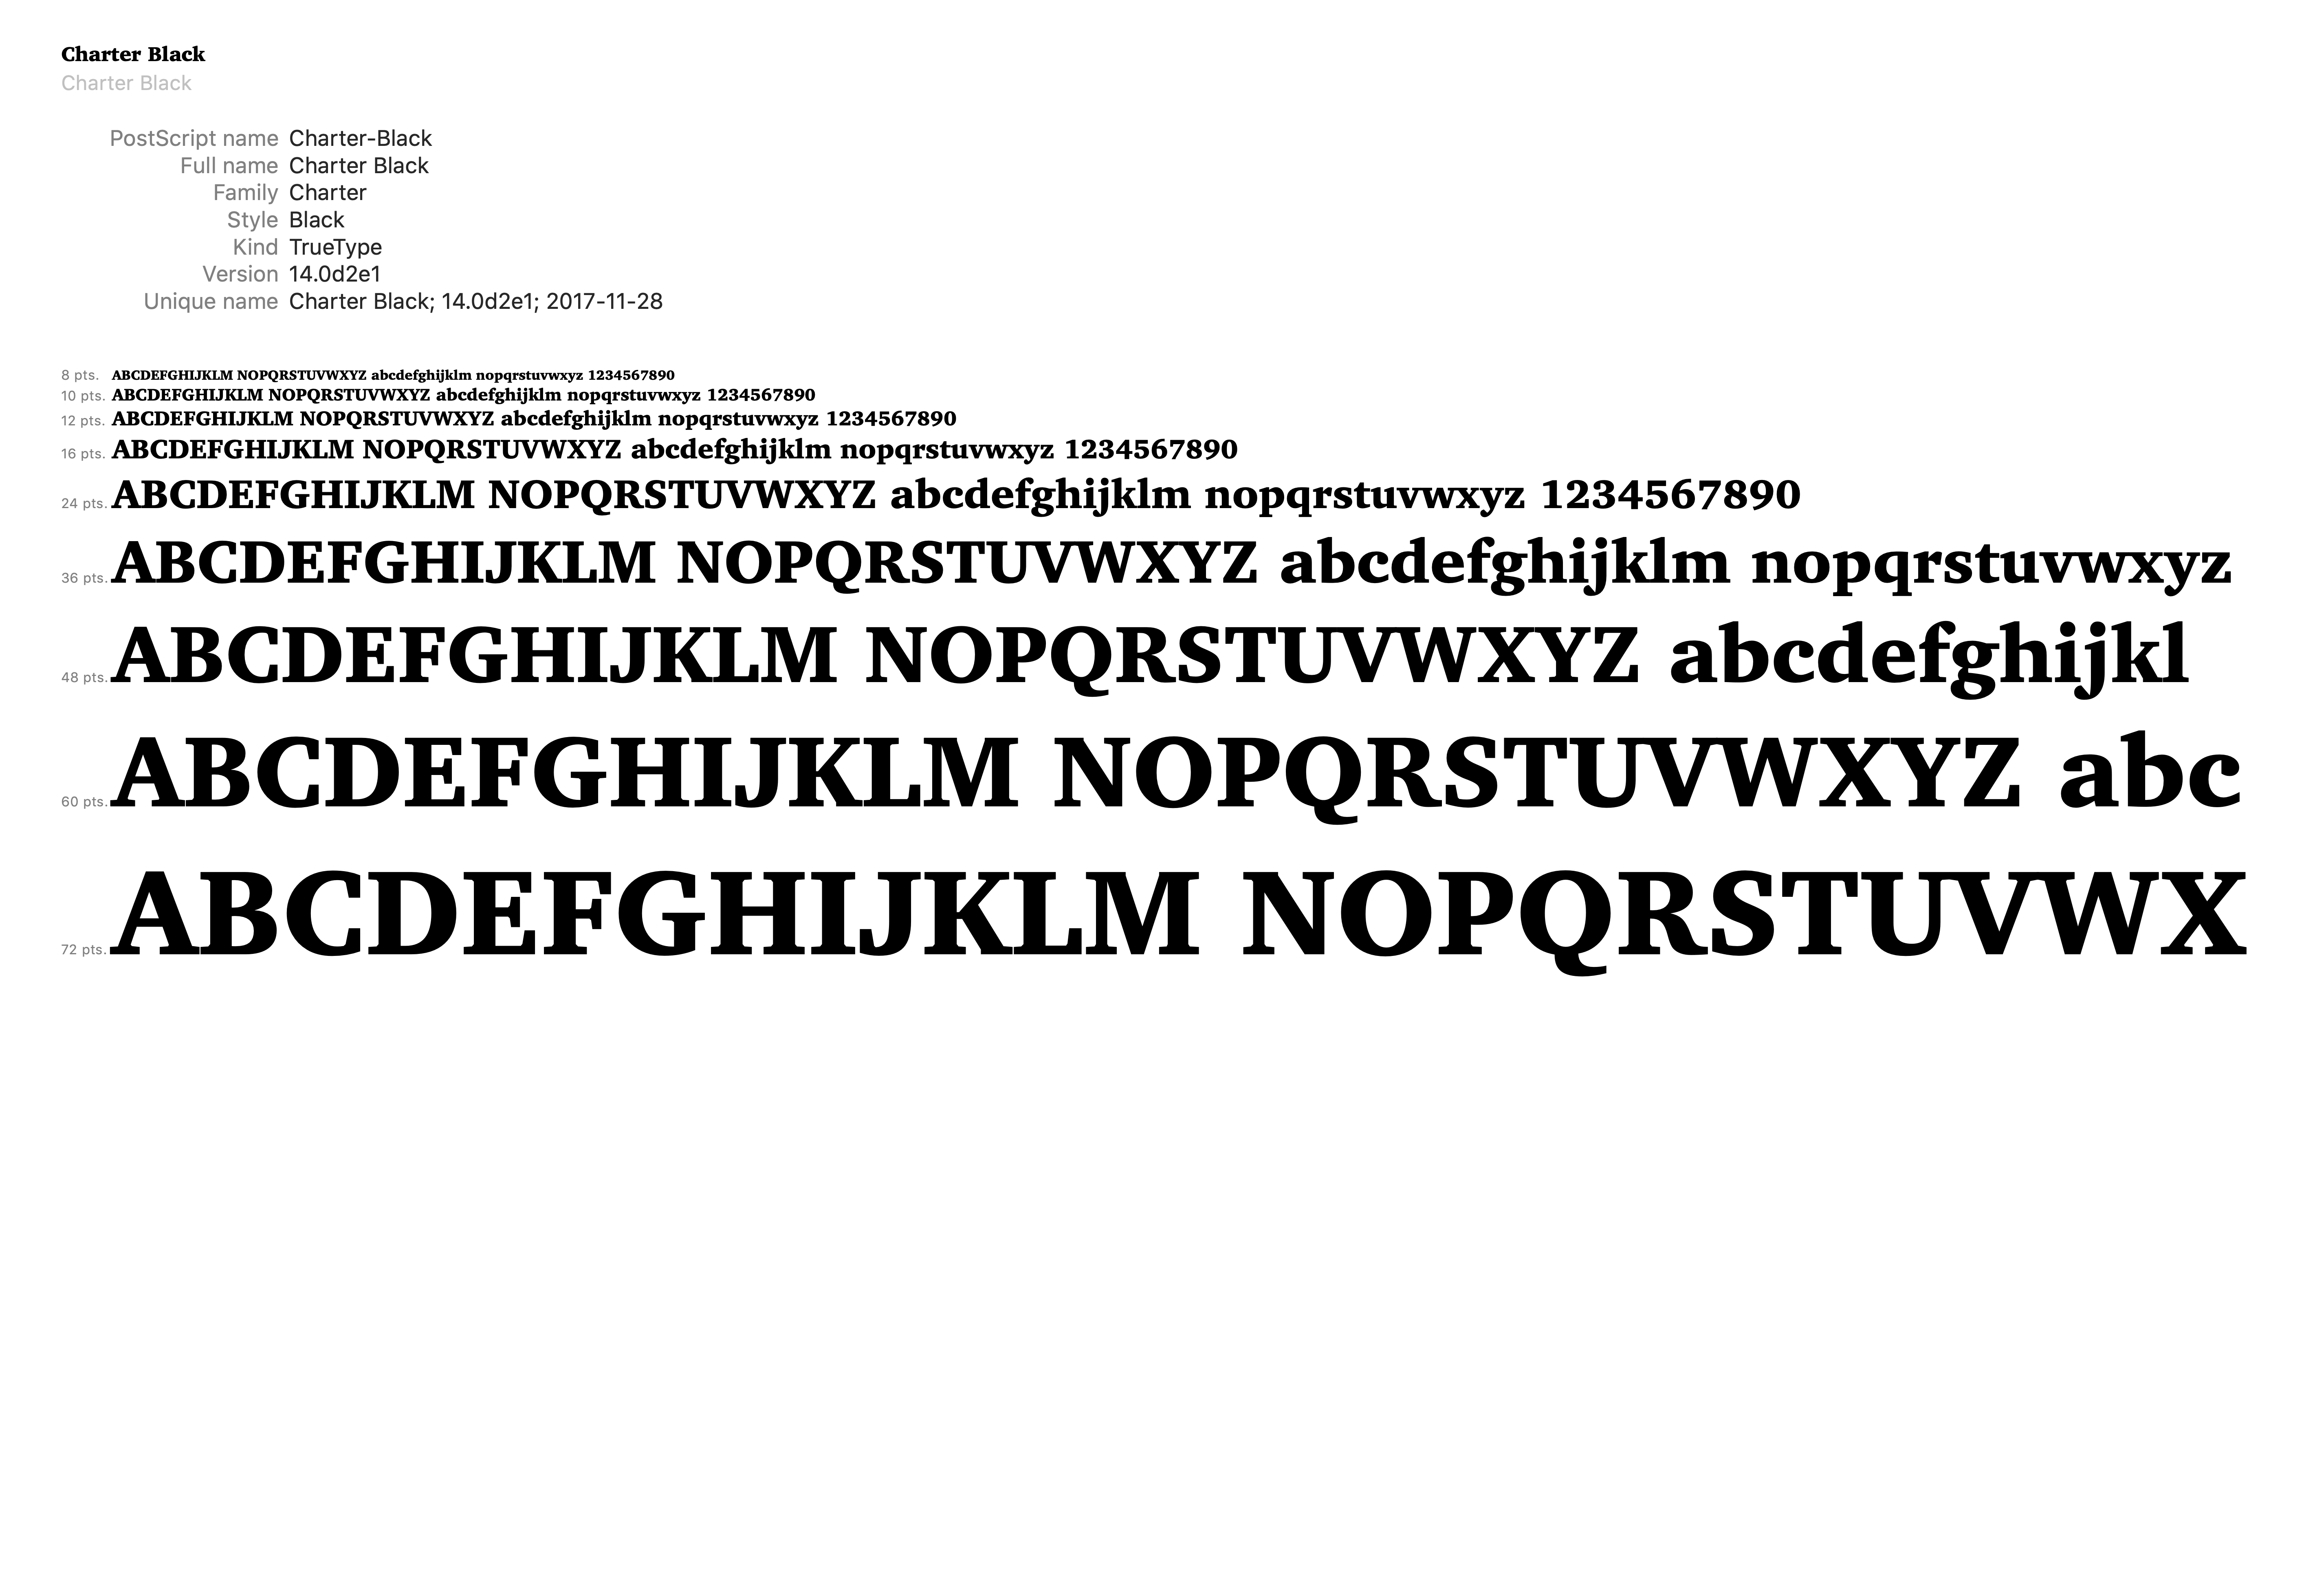 Charter Black
Charter Black
PostScript name Charter-Black
Full name Charter Black
Family Charter
Style Black
Kind TrueType
Version 14.0d2e1
Unique name Charter Black; 14.0d2e1; 2017-11-28
8 pts. ABCDEFGHIJKLM NOPQRSTUVWXYZ abcdefghijklm nopqrstuvwxyz 1234567890
10 pts. ABCDEFGHIJKLM NOPQRSTUVWXYZ abcdefghijklm nopqrstuvwxyz 1234567890
12 pts. ABCDEFGHIJKLM NOPQRSTUVWXYZ abcdefghijklm nopqrstuvwxyz 1234567890
16 pts. ABCDEFGHIJKLM NOPQRSTUVWXYZ abcdefghijklm nopqrstuvwxyz 1234567890
24 pts. ABCDEFGHIJKLM NOPQRSTUVWXYZ abcdefghijklm nopqrstuvwxyz 1234567890
36 pts. ABCDEFGHIJKLM NOPQRSTUVWXYZ abcdefghijklm nopqrstuvwxyz
48 pts. ABCDEFGHIJKLM NOPQRSTUVWXYZ abcdefghijkl
60 pts. ABCDEFGHIJKLM NOPQRSTUVWXYZ abc
72 pts. ABCDEFGHIJKLM NOPQRSTUVWX